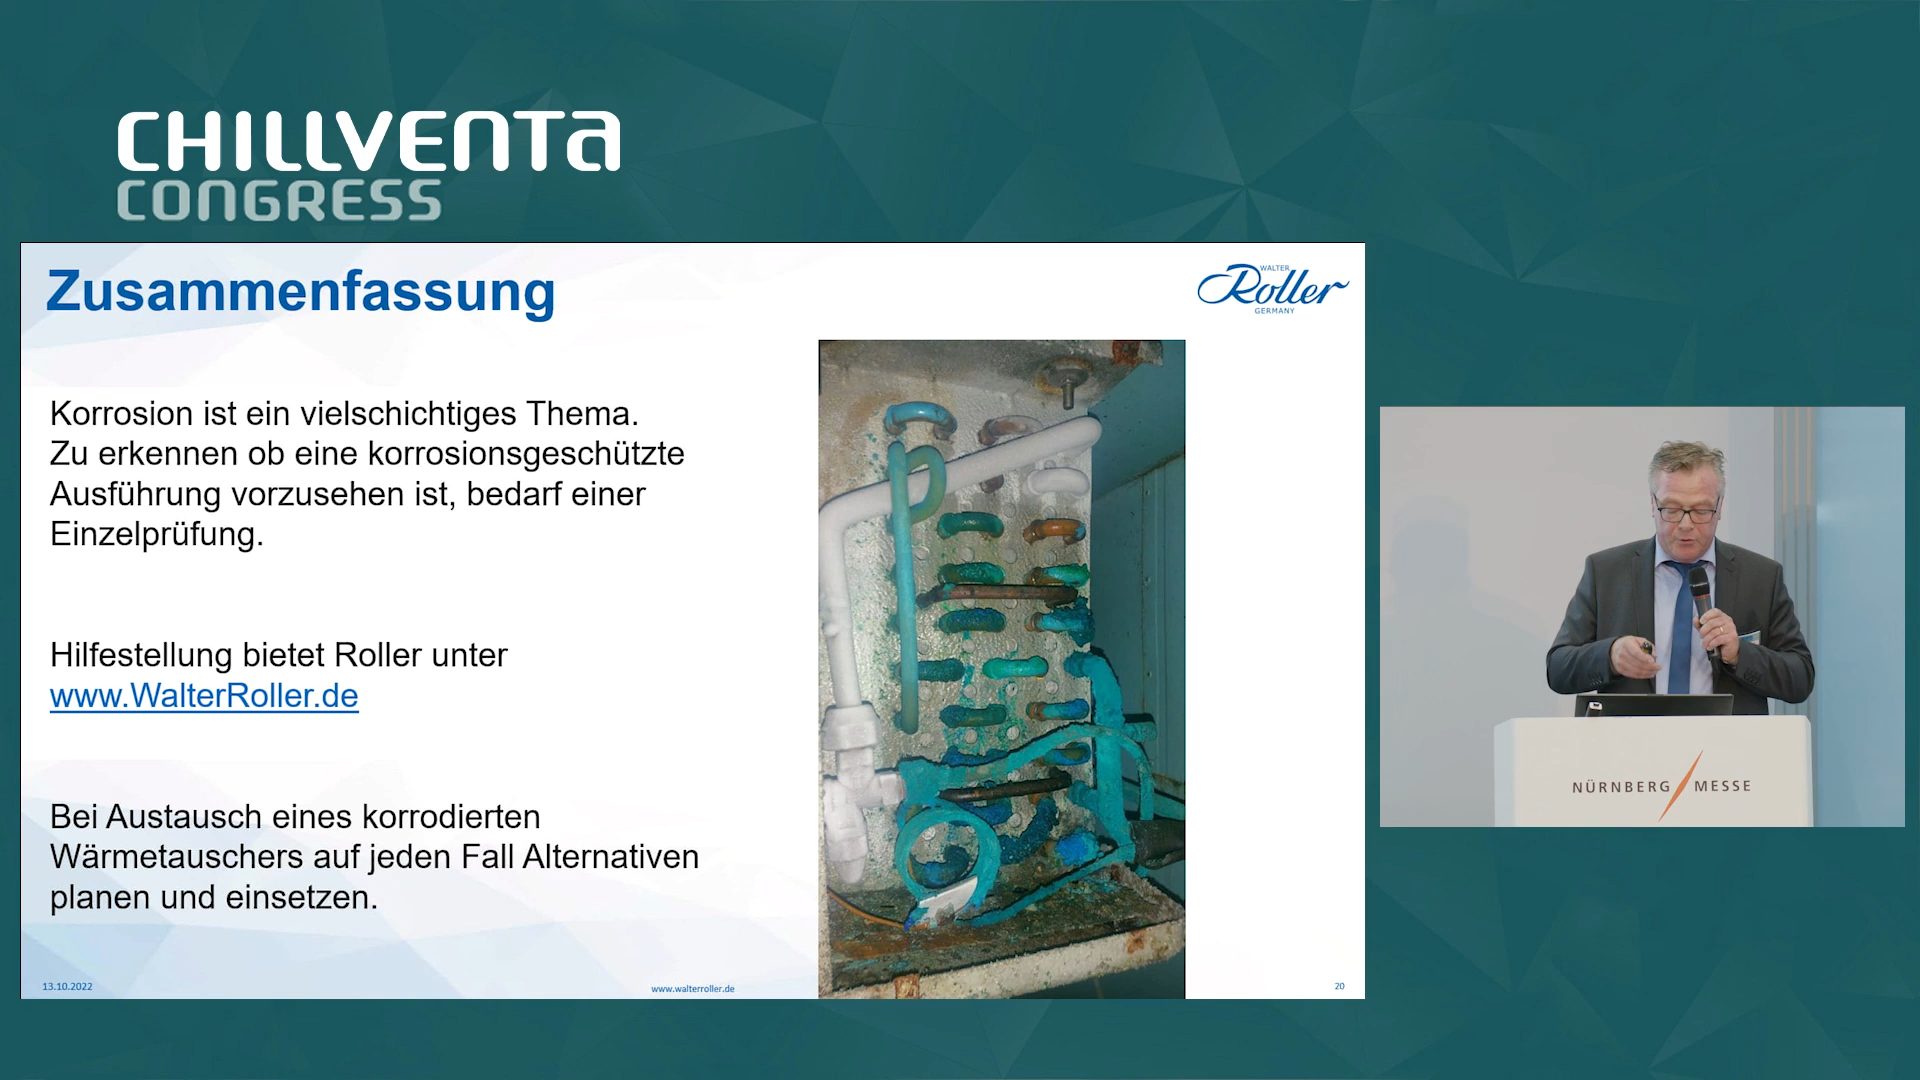 CHILLVENTA
CONGRESS
Zusammenfassung
WALTER
Roller
GERMANY
Korrosion ist ein vielschichtiges Thema.
Zu erkennen ob eine korrosionsgeschützte
Ausführung vorzusehen ist, bedarf einer
Einzelprüfung.
Hilfestellung bietet Roller unter
www.WalterRoller.de
Bei Austausch eines korrodierten
Wärmetauschers auf jeden Fall Alternativen
planen und einsetzen.
13.10.2022
www.walterroller.de
20
NÜRNBERG MESSE